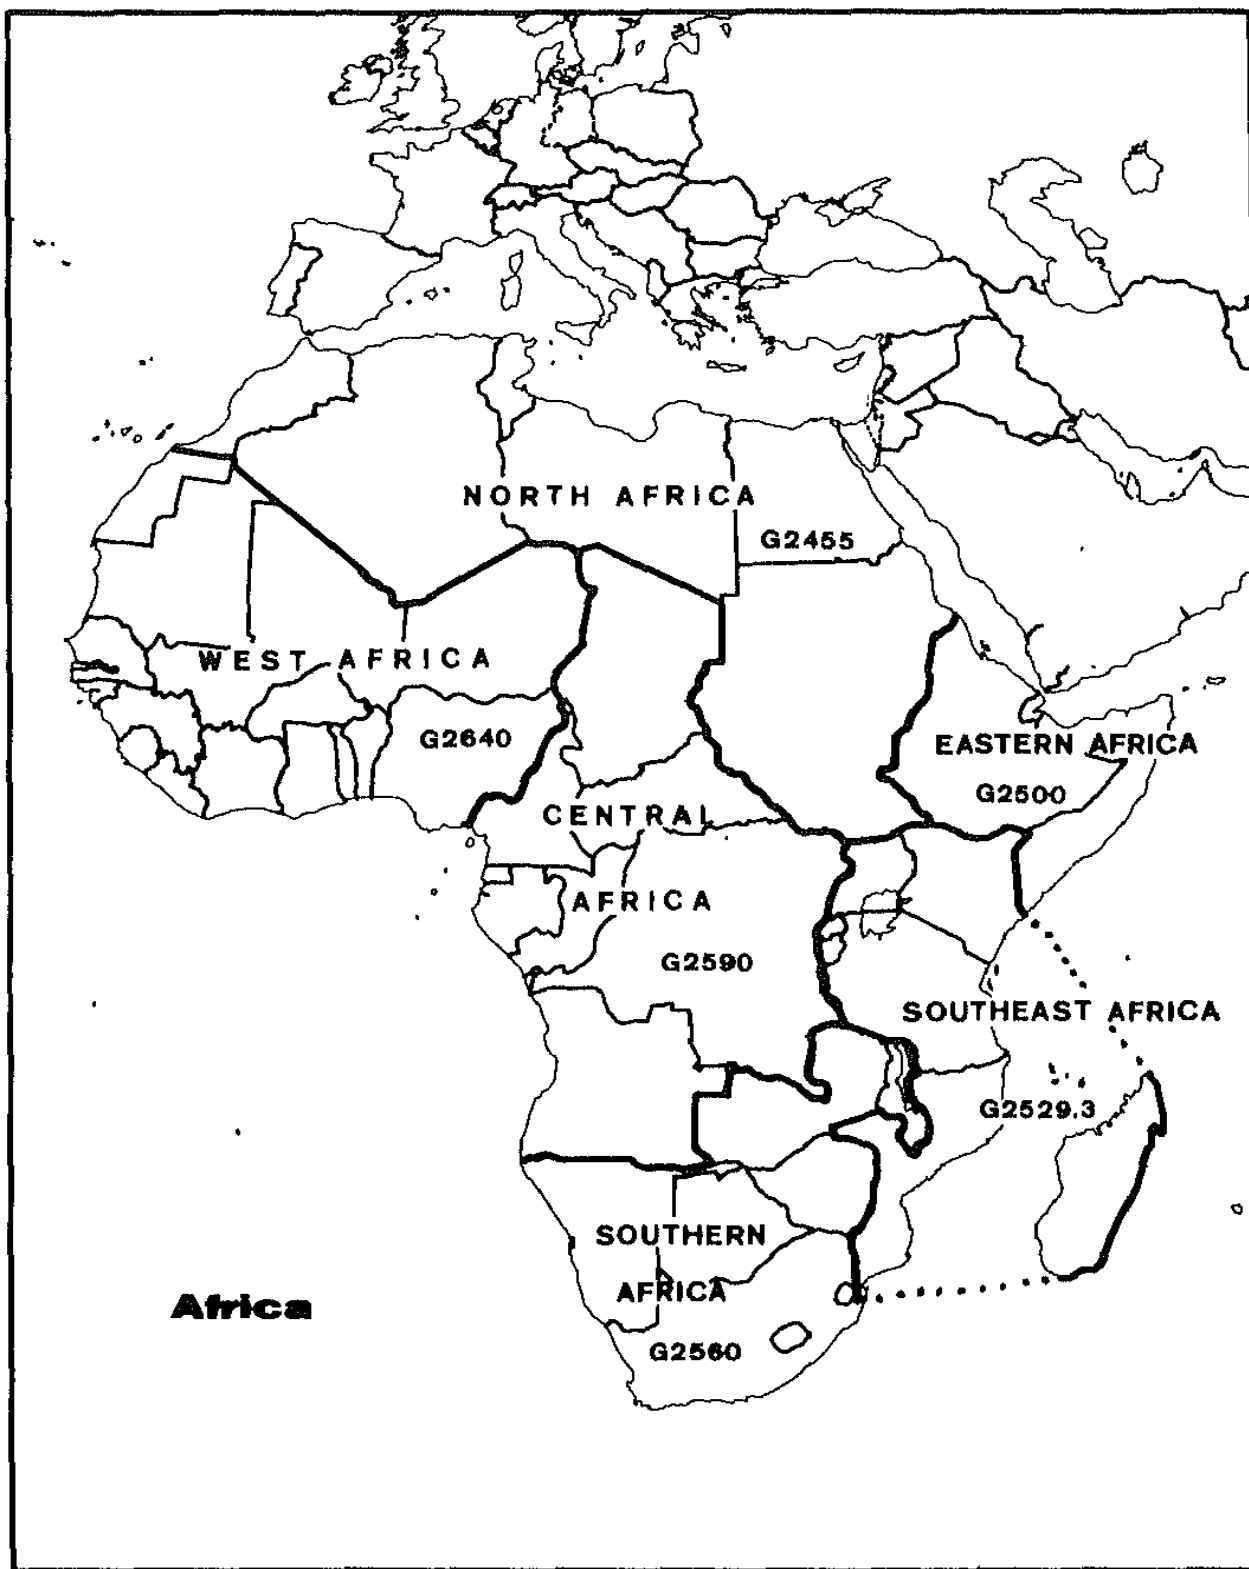 NORTH AFRICA
G2455
WEST AFRICA
G2640
EASTERN AFRICA
G2500
CENTRAL
AFRICA
G2590
SOUTHEAST AFRICA
G2529.3
SOUTHERN
AFRICA
G2560
Africa